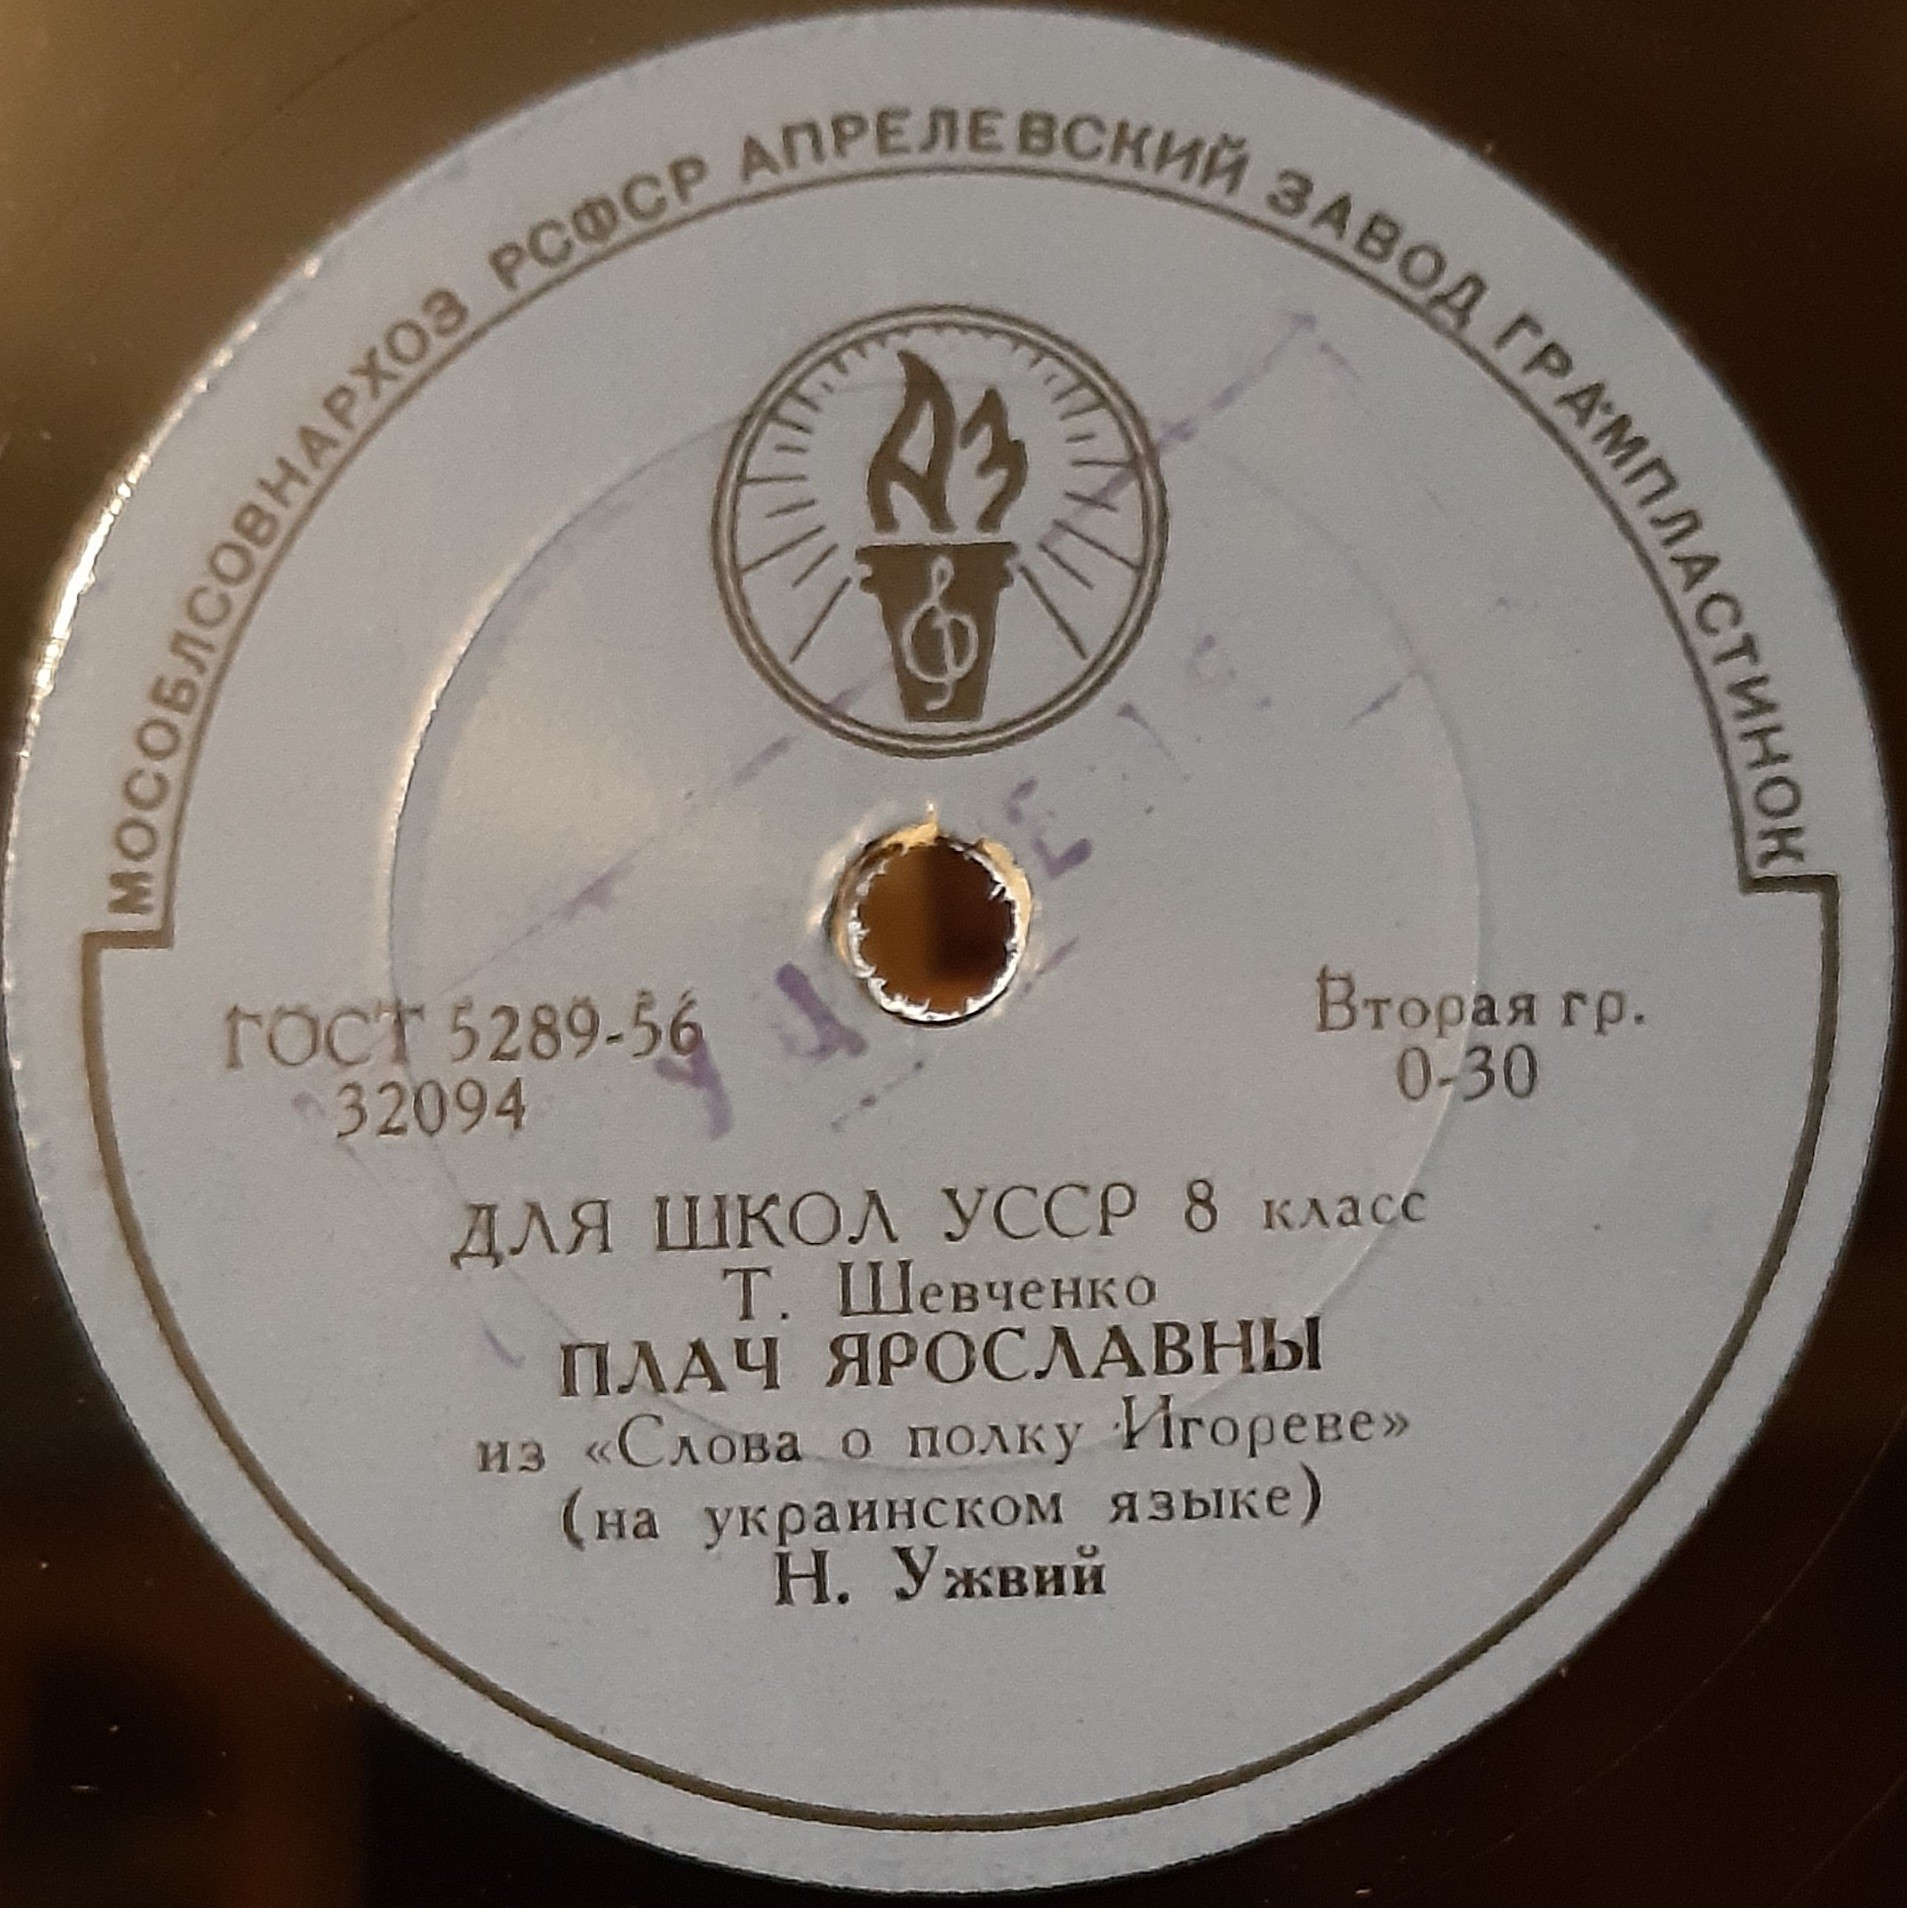 МОСОБЛСОВНАРХОЗ РСФСР АПРЕЛЕВСКИЙ ЗАВОД ГРАМПЛАСТИНОК
АЗ
ГОСТ 5289-56
32094
Вторая гр.
0-30
ДЛЯ ШКОЛ УССР 8 класс
Т. Шевченко
ПЛАЧ ЯРОСЛАВНЫ
из «Слова о полку Игореве»
(на украинском языке)
Н. Ужвий